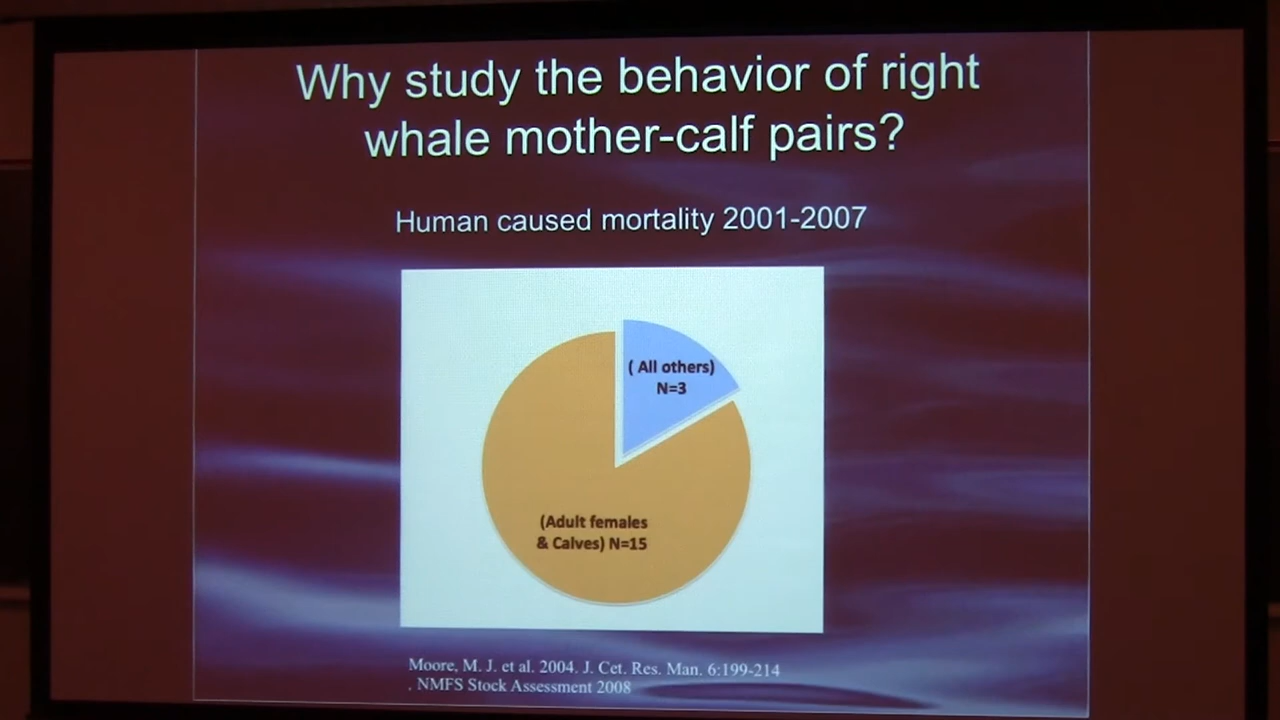 Why study the behavior of right
whale mother-calf pairs?
Human caused mortality 2001-2007
( All others)
N=3
(Adult females
& Calves) N=15
Moore, M. J. et al. 2004. J. Cet. Res. Man. 6:199-214
, NMFS Stock Assessment 2008